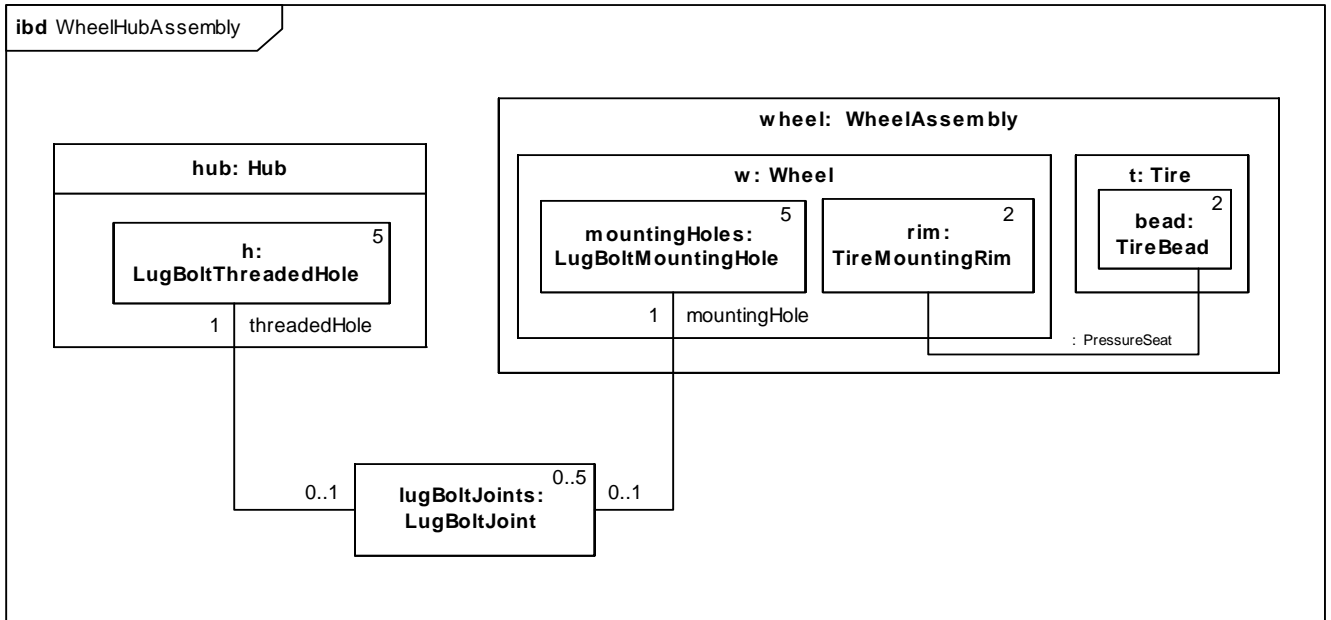 ibd WheelHubAssembly
wheel: WheelAssembly
hub: Hub
w: Wheel
t: Tire
h:
LugBoltThreadedHole
5
mountingHoles:
LugBoltMountingHole
5
rim:
TireMountingRim
2
bead:
TireBead
2
1 threadedHole
1 mountingHole
: PressureSeat
0..1
lugBoltJoints:
LugBoltJoint
0..5
0..1